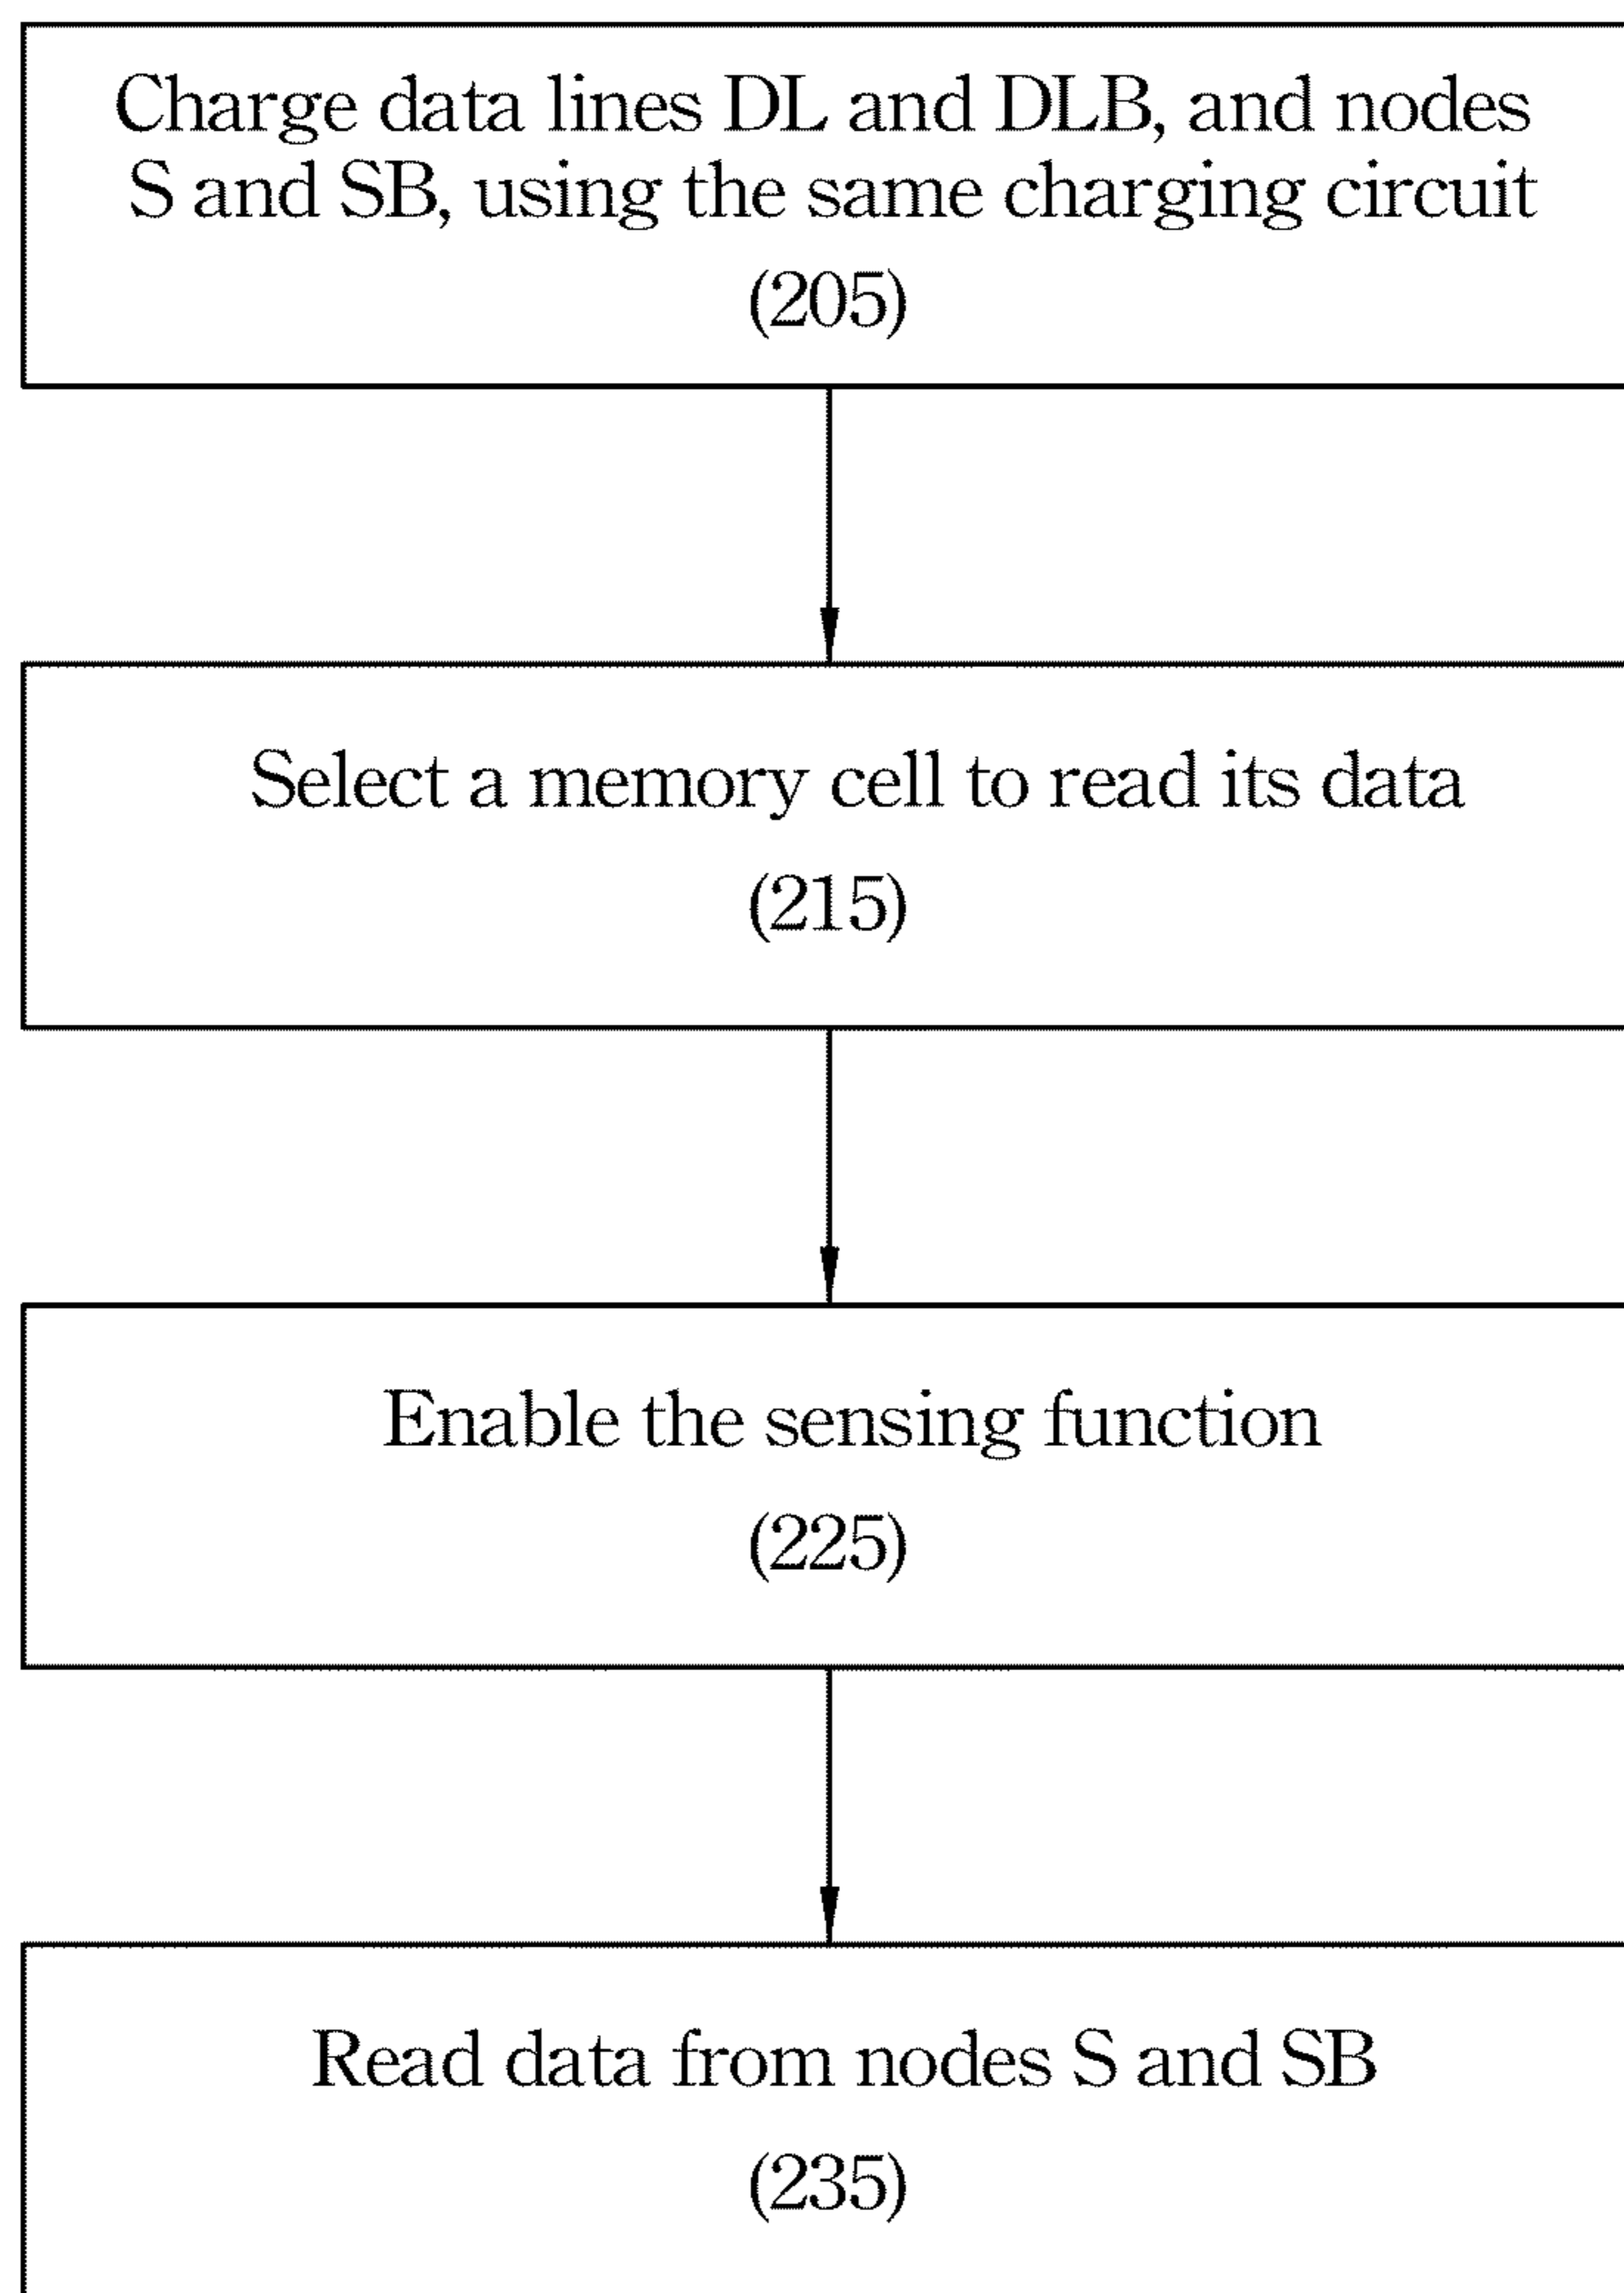 Charge data lines DL and DLB, and nodes
S and SB, using the same charging circuit
(205)
Select a memory cell to read its data
(215)
Enable the sensing function
(225)
Read data from nodes S and SB
(235)